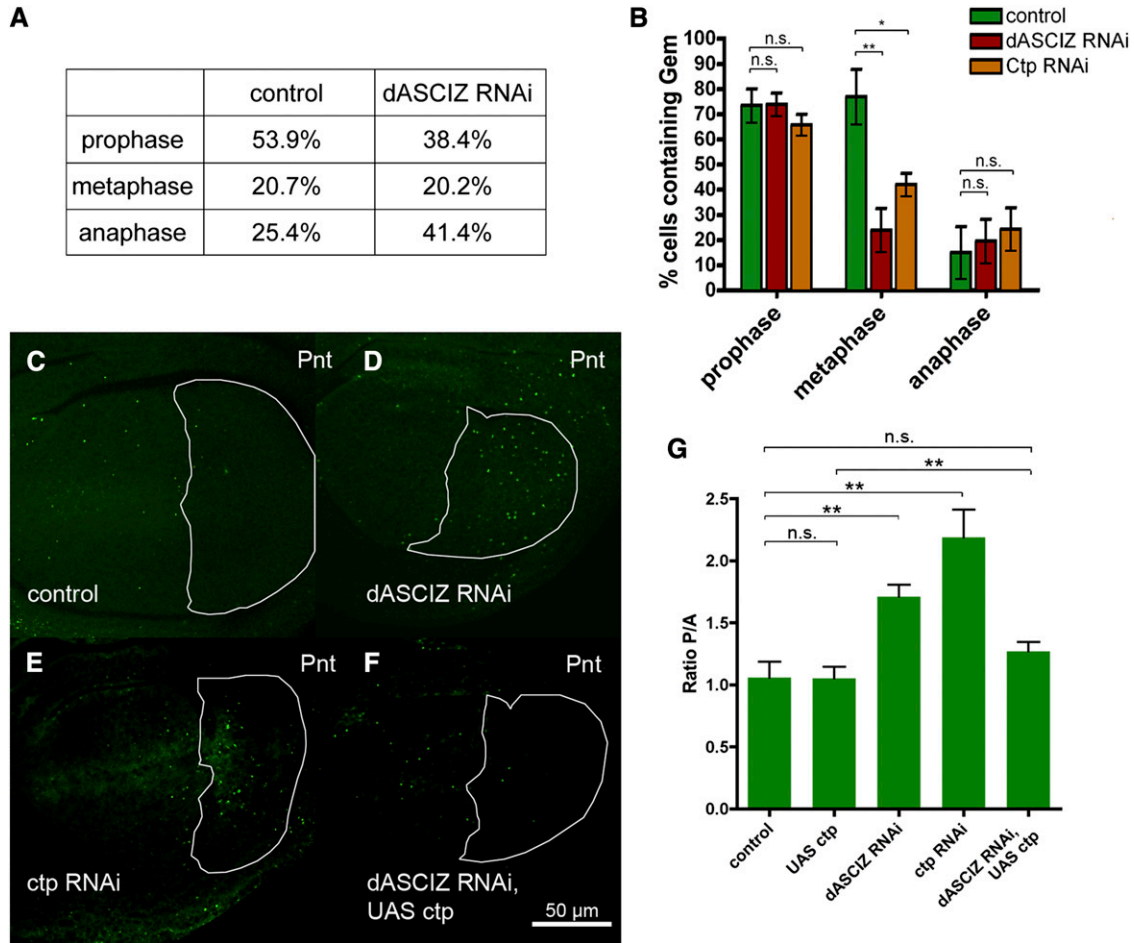 A
control dASCIZ RNAi
prophase 53.9% 38.4%
metaphase 20.7% 20.2%
anaphase 25.4% 41.4%
B
control
dASCIZ RNAi
Ctp RNAi
% cells containing Gem
100
90
80
70
60
50
40
30
20
10
0
n.s.
n.s.
*
**
n.s.
n.s.
prophase
metaphase
anaphase
C Pnt
control
D Pnt
dASCIZ RNAi
E Pnt
ctp RNAi
F Pnt
dASCIZ RNAi,
UAS ctp
50 µm
G
n.s.
**
**
**
n.s.
Ratio P/A
2.5
2.0
1.5
1.0
0.5
0.0
control
UAS ctp
dASCIZ RNAi
ctp RNAi
dASCIZ RNAi,
UAS ctp